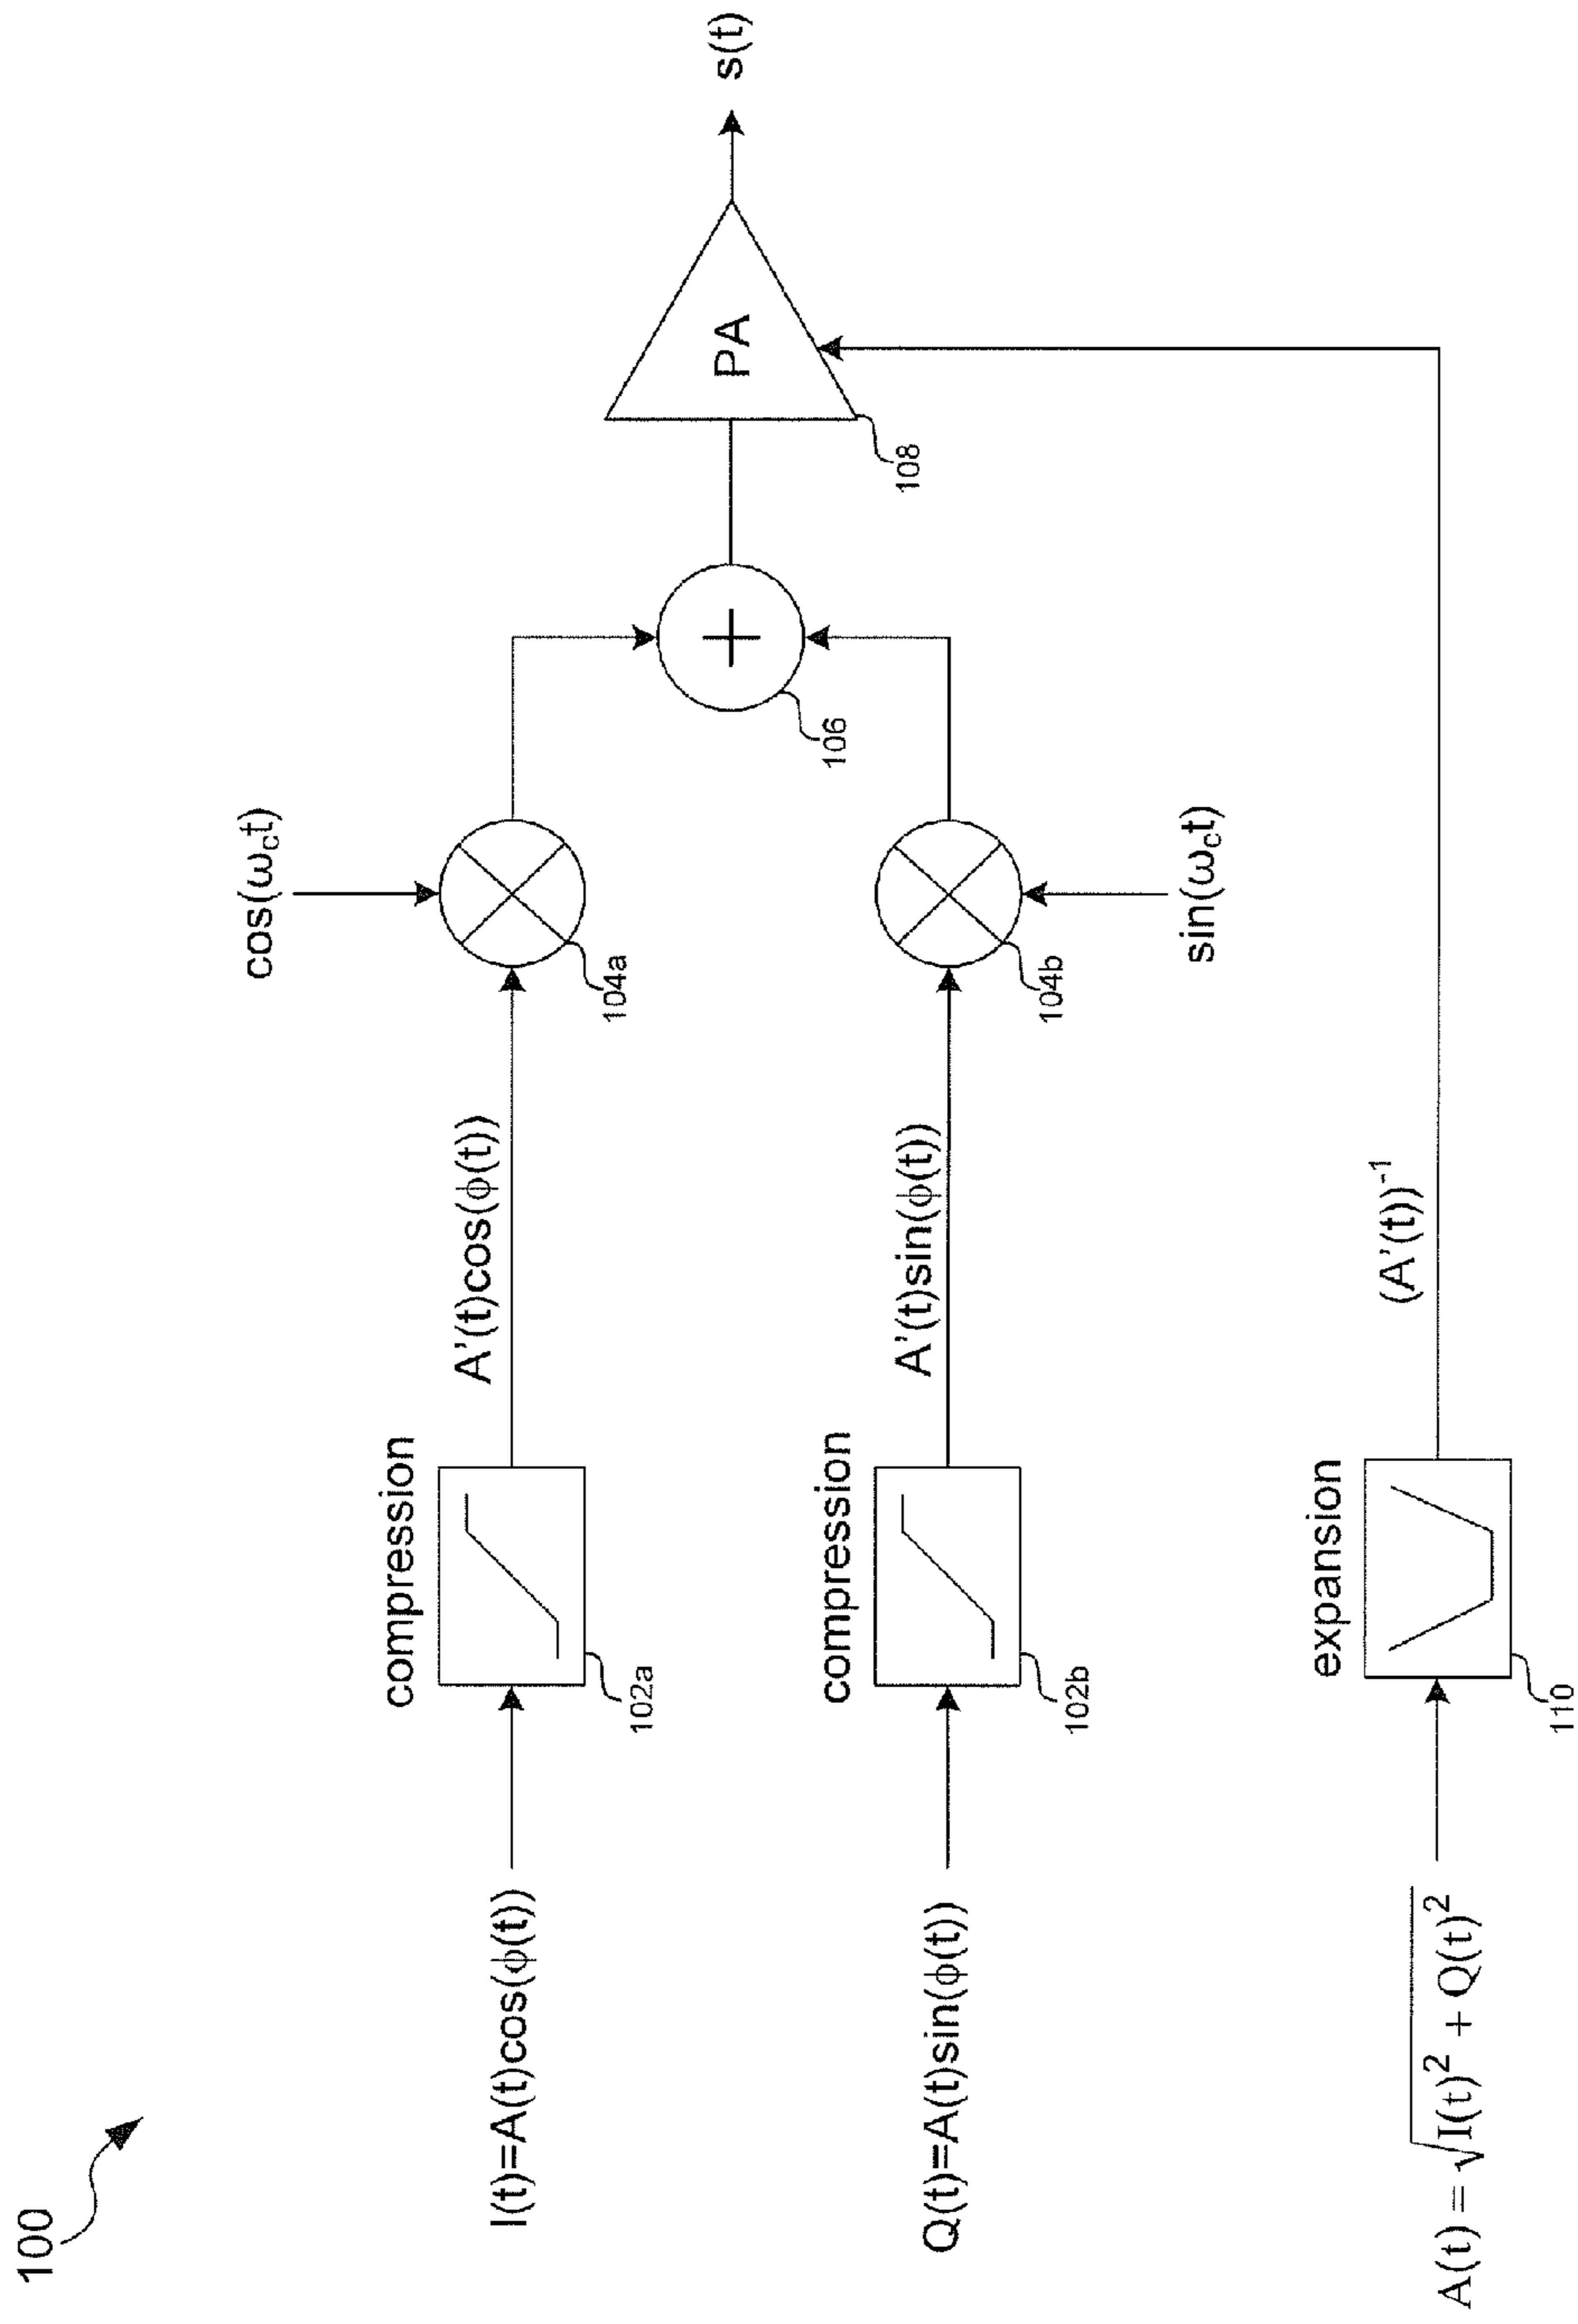 100
cos(ω_c t)
I(t)=A(t)cos(ϕ(t))
compression
102a
A'(t)cos(ϕ(t))
104a
106
PA
108
s(t)
Q(t)=A(t)sin(ϕ(t))
compression
102b
A'(t)sin(ϕ(t))
104b
sin(ω_c t)
A(t) = √I(t)² + Q(t)²
expansion
110
(A'(t))⁻¹